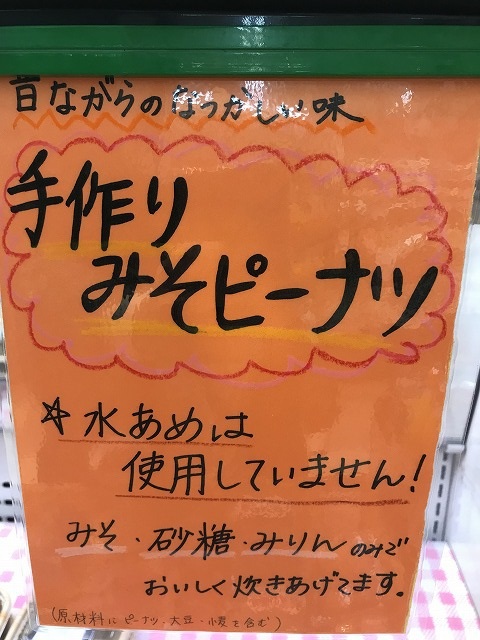 昔ながらのなつかしい味
手作り
みそピーナツ
☆水あめは
使用していません!
みそ・砂糖・みりんのみで
おいしく炊きあげてます。
(原材料にピーナツ・大豆・小麦を含む)